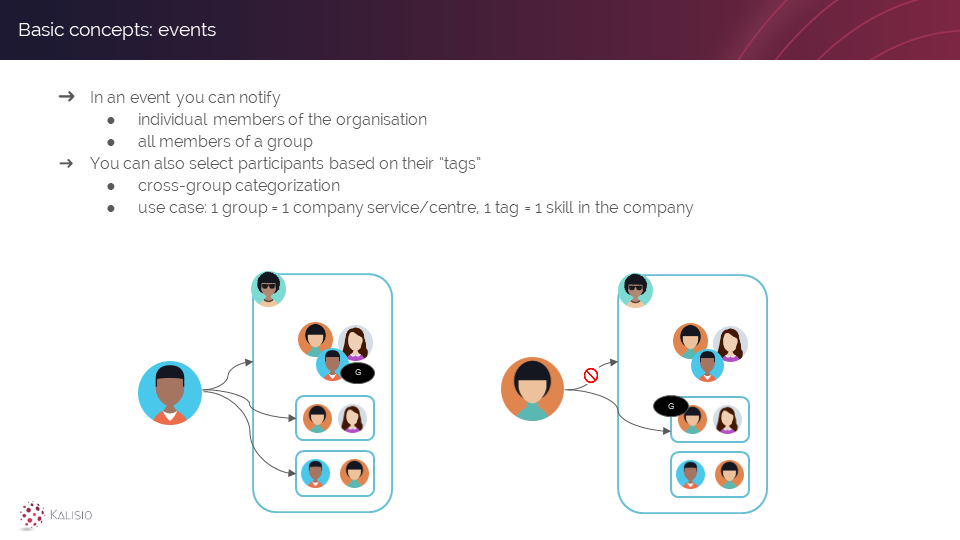 Basic concepts: events
➔ In an event you can notify
● individual members of the organisation
● all members of a group
➔ You can also select participants based on their “tags”
● cross-group categorization
● use case: 1 group = 1 company service/centre, 1 tag = 1 skill in the company
G
G
KALISIO